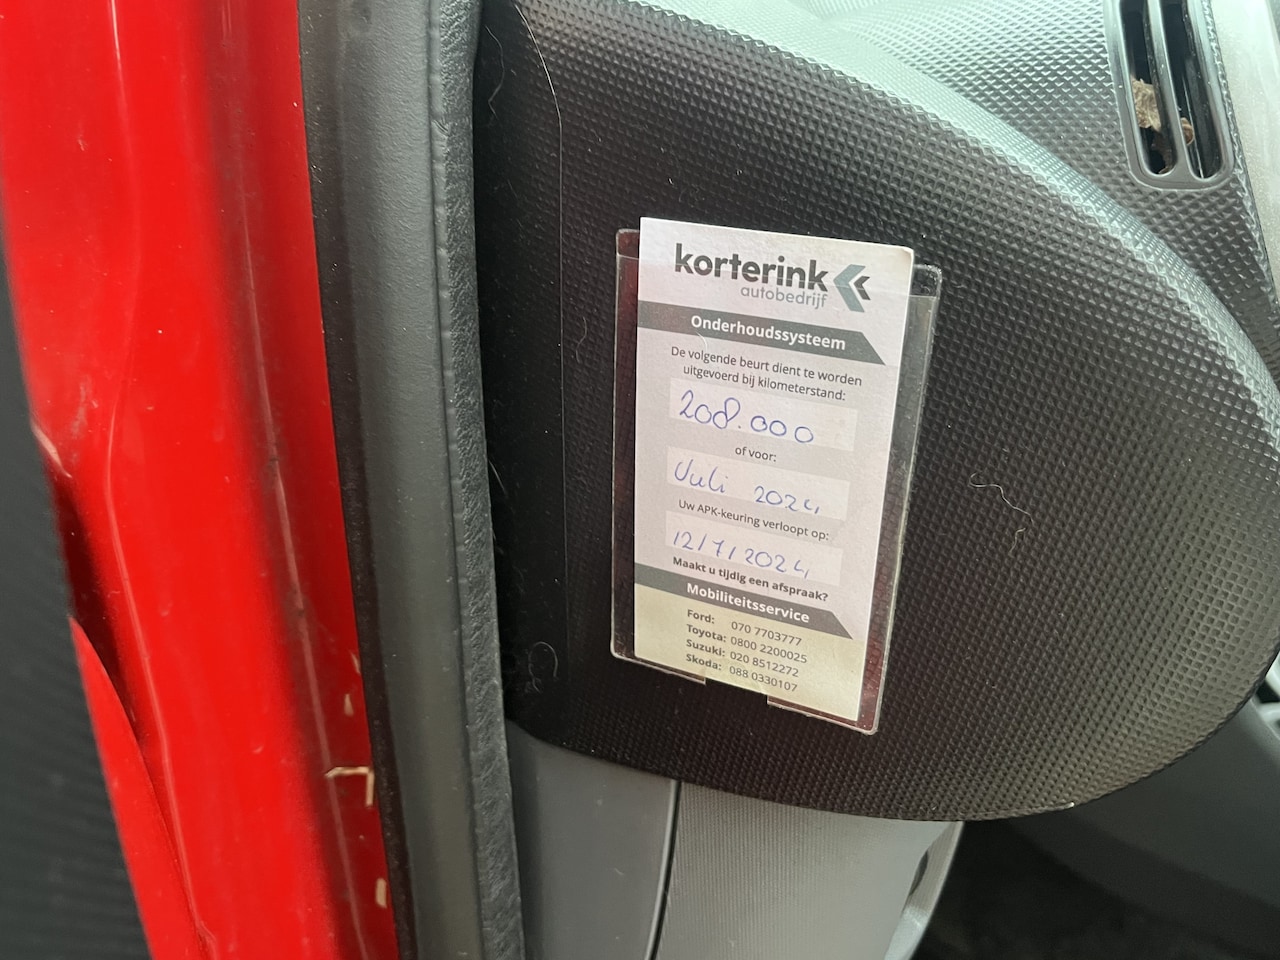 korterink
autobedrijf
Onderhoudssysteem
De volgende beurt dient te worden
uitgevoerd bij kilometerstand:
208.000
of voor:
Juli 2024
Uw APK-keuring verloopt op:
12/7/2024
Maakt u tijdig een afspraak?
Mobiliteitsservice
Ford: 070 7703777
Toyota: 0800 2200025
Suzuki: 020 8512272
Skoda: 088 0330107